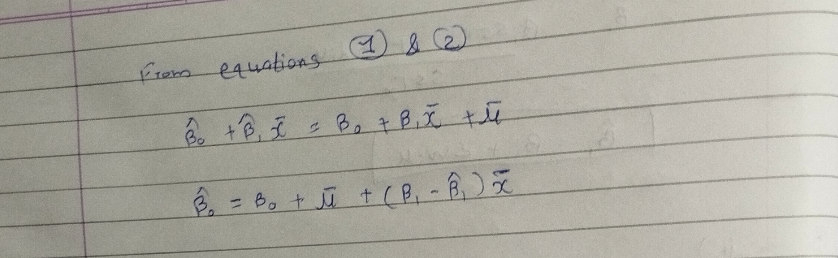 From equations ① & ②
β̂₀ + β̂₁ x̄ = β₀ + β₁ x̄ + μ̄
β̂₀ = β₀ + μ̄ + (β₁ - β̂₁) x̄